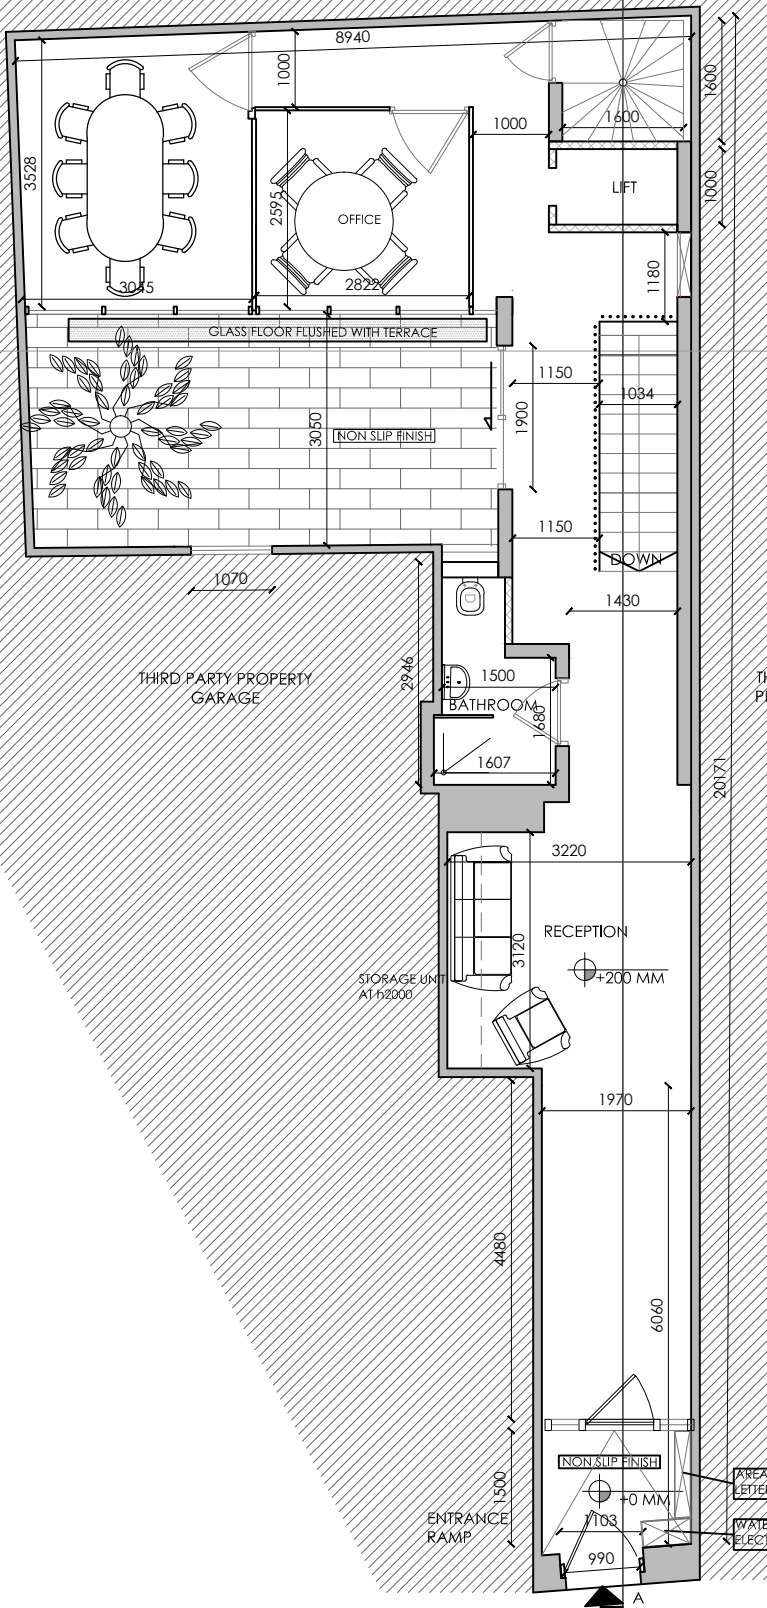 8940
1000
1600
1600
1000
3528
2595
OFFICE
LIFT
1000
3045
2822
1180
GLASS FLOOR FLUSHED WITH TERRACE
1150
1034
1900
3050
NON SLIP FINISH
1150
DOWN
1070
1430
2946
THIRD PARTY PROPERTY
GARAGE
1500
BATHROOM
1680
1607
20171
3220
RECEPTION
3120
+200 MM
STORAGE UNIT
AT h2000
1970
4480
6060
NON SLIP FINISH
1500
+0 MM
AREA
ENTRANCE
RAMP
1103
990
A